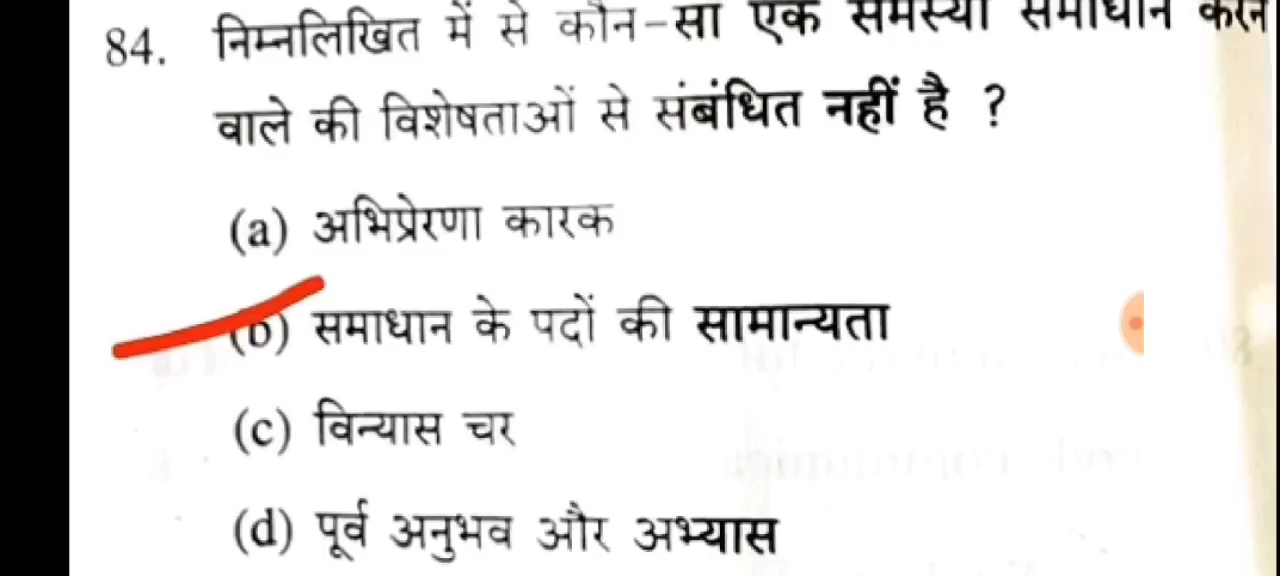 84. निम्नलिखित में से कौन-सा एक समस्या समाधान करने
वाले की विशेषताओं से संबंधित नहीं है ?
(a) अभिप्रेरणा कारक
(b) समाधान के पदों की सामान्यता
(c) विन्यास चर
(d) पूर्व अनुभव और अभ्यास